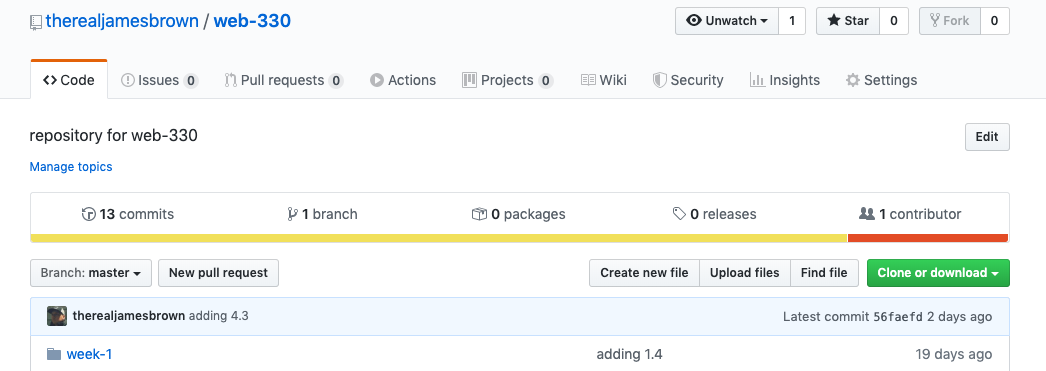 therealjamesbrown / web-330 Unwatch 1 Star 0 Fork 0
Code Issues 0 Pull requests 0 Actions Projects 0 Wiki Security Insights Settings
repository for web-330 Edit
Manage topics
13 commits 1 branch 0 packages 0 releases 1 contributor
Branch: master New pull request Create new file Upload files Find file Clone or download
therealjamesbrown adding 4.3 Latest commit 56faefd 2 days ago
week-1 adding 1.4 19 days ago